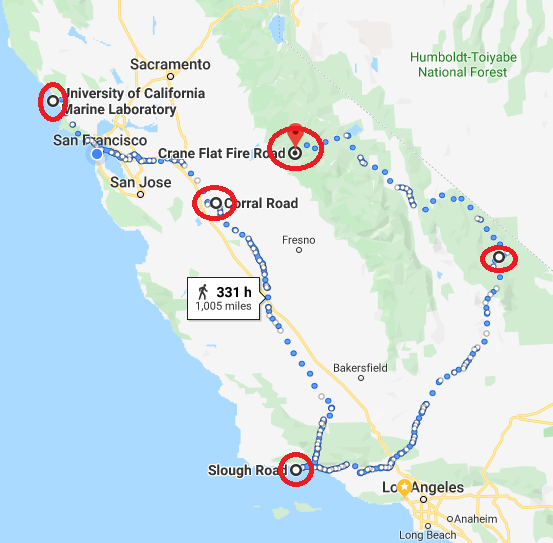 Humboldt-Toiyabe
National Forest
Sacramento
University of California
Marine Laboratory
San Francisco
Crane Flat Fire Road
San Jose
Corral Road
Fresno
331 h
1,005 miles
Bakersfield
Slough Road
Los Angeles
Anaheim
Long Beach